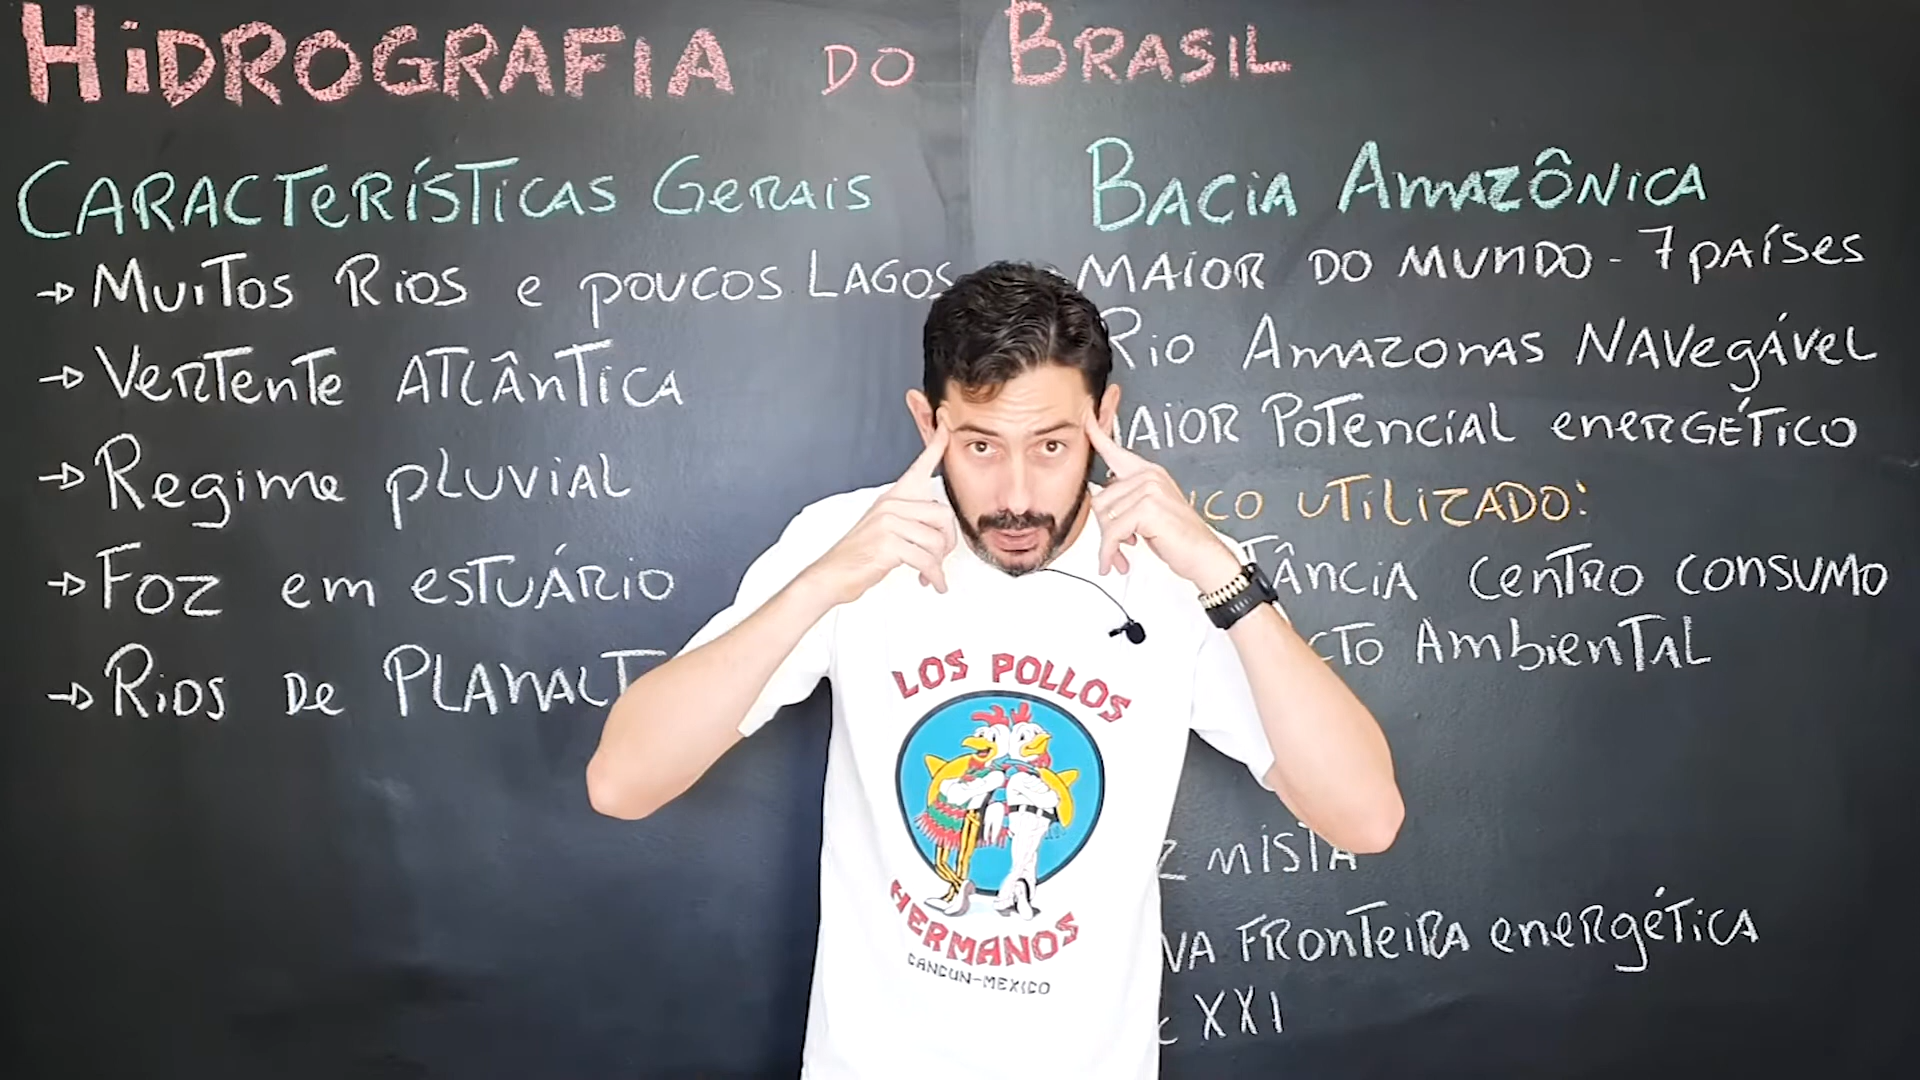 HiDROGRAFIA DO BRASIL
CARACTERÍSTICAS GERAIS
→ MUITOS RIOS e POUCOS LAGOS
→ VERTENTE ATLÂNTICA
→ Regime PLUVIAL
→ FOZ em ESTUÁRIO
→ RIOS De PLANALT
BACIA AMAZÔNICA
MAIOR DO MUNDO - 7 PAÍSES
RIO AMAZONAS NAVEGÁVEL
MAIOR POTENCIAL ENERGÉTICO
UTILIZADO:
CENTRO CONSUMO
AMBIENTAL
MISTA
FRONTEIRA ENERGÉTICA
XXI
LOS POLLOS
HERMANOS
CANCUN-MEXICO